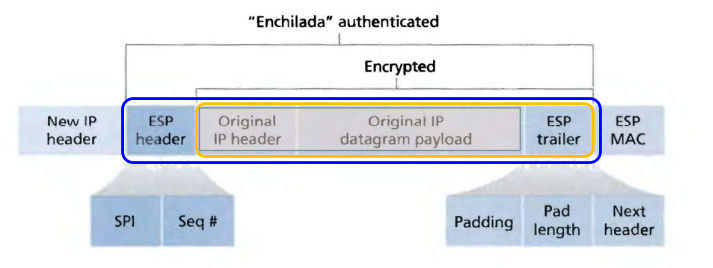 "Enchilada" authenticated
Encrypted
New IP
header
ESP
header
Original
IP header
Original IP
datagram payload
ESP
trailer
ESP
MAC
SPI
Seq #
Padding
Pad
length
Next
header